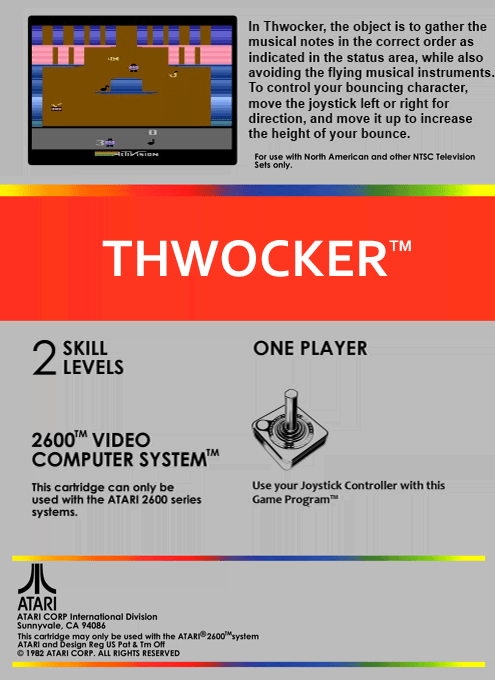 In Thwocker, the object is to gather the
musical notes in the correct order as
indicated in the status area, while also
avoiding the flying musical instruments.
To control your bouncing character,
move the joystick left or right for
direction, and move it up to increase
the height of your bounce.
For use with North American and other NTSC Television
Sets only.
3 0
ACTIVISION
THWOCKER™
2 SKILL
LEVELS
ONE PLAYER
2600™ VIDEO
COMPUTER SYSTEM™
This cartridge can only be
used with the ATARI 2600 series
systems.
Use your Joystick Controller with this
Game Program™
ATARI
ATARI CORP International Division
Sunnyvale, CA 94086
This cartridge may only be used with the ATARI® 2600™system
ATARI and Design Reg US Pat & Tm Off
© 1982 ATARI CORP. ALL RIGHTS RESERVED